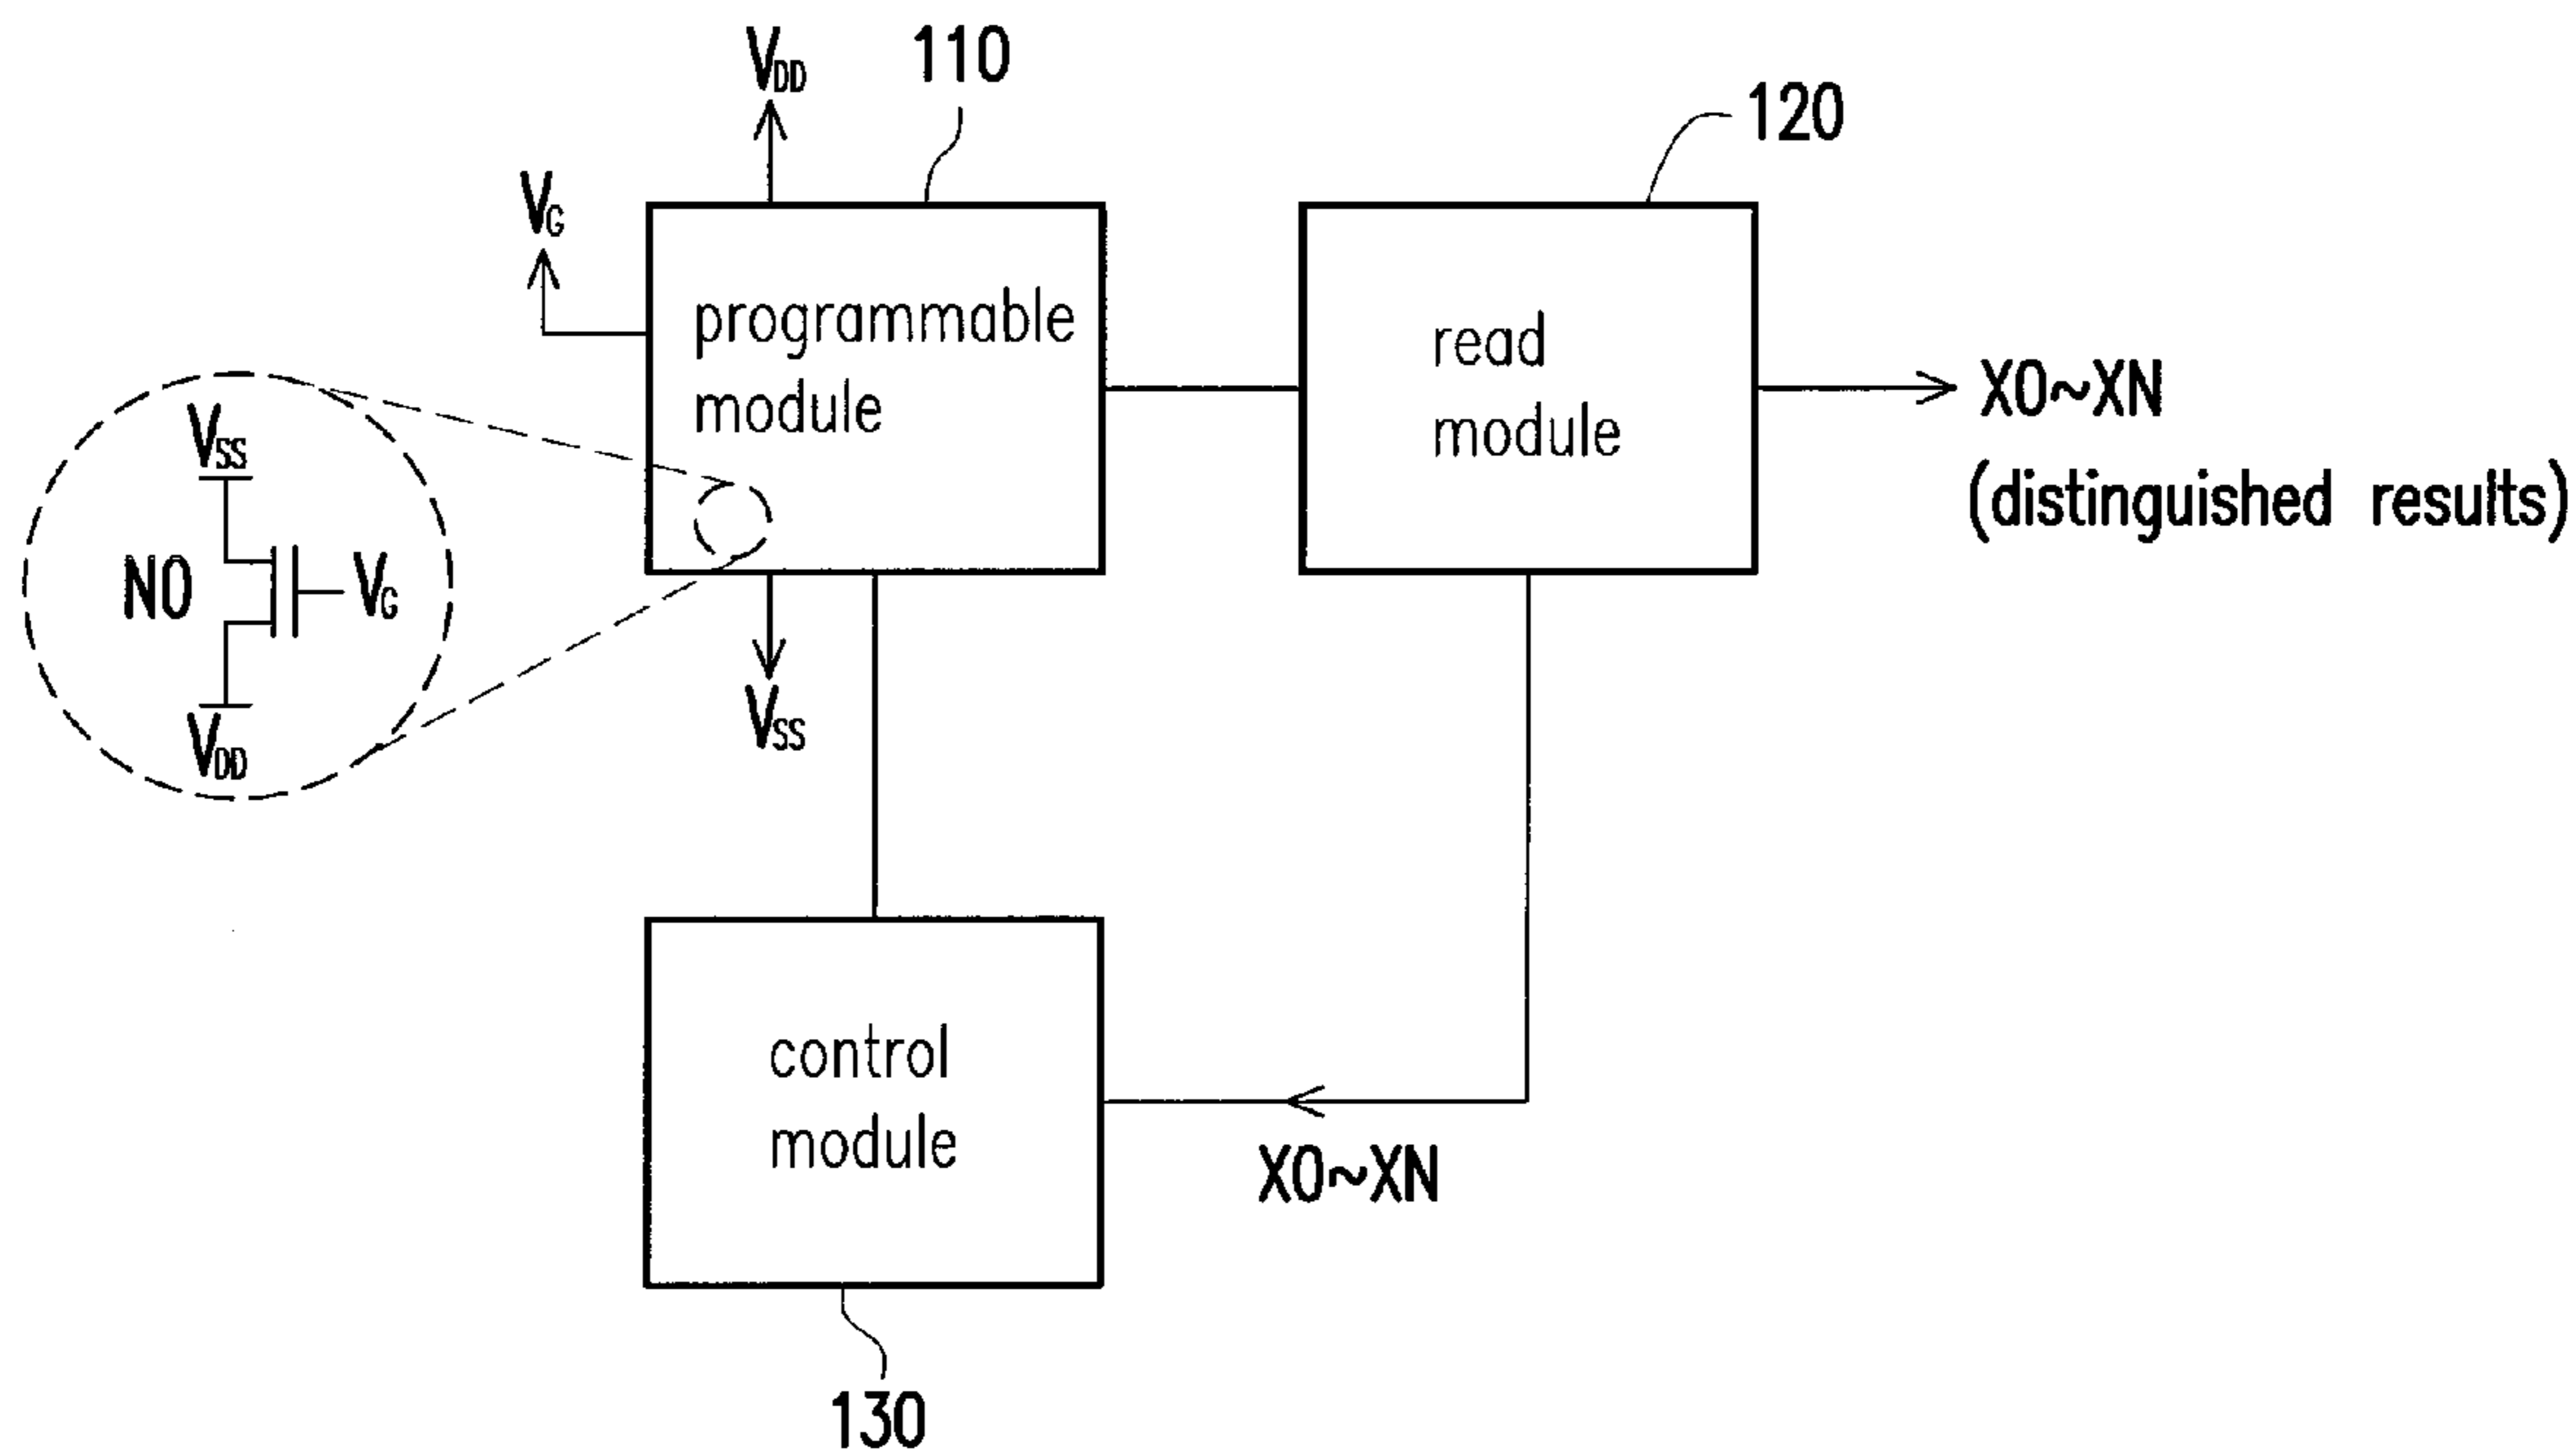 VDD
110
120
VG
programmable
module
read
module
X0~XN
(distinguished results)
VSS
N0
VG
VDD
VSS
control
module
X0~XN
130